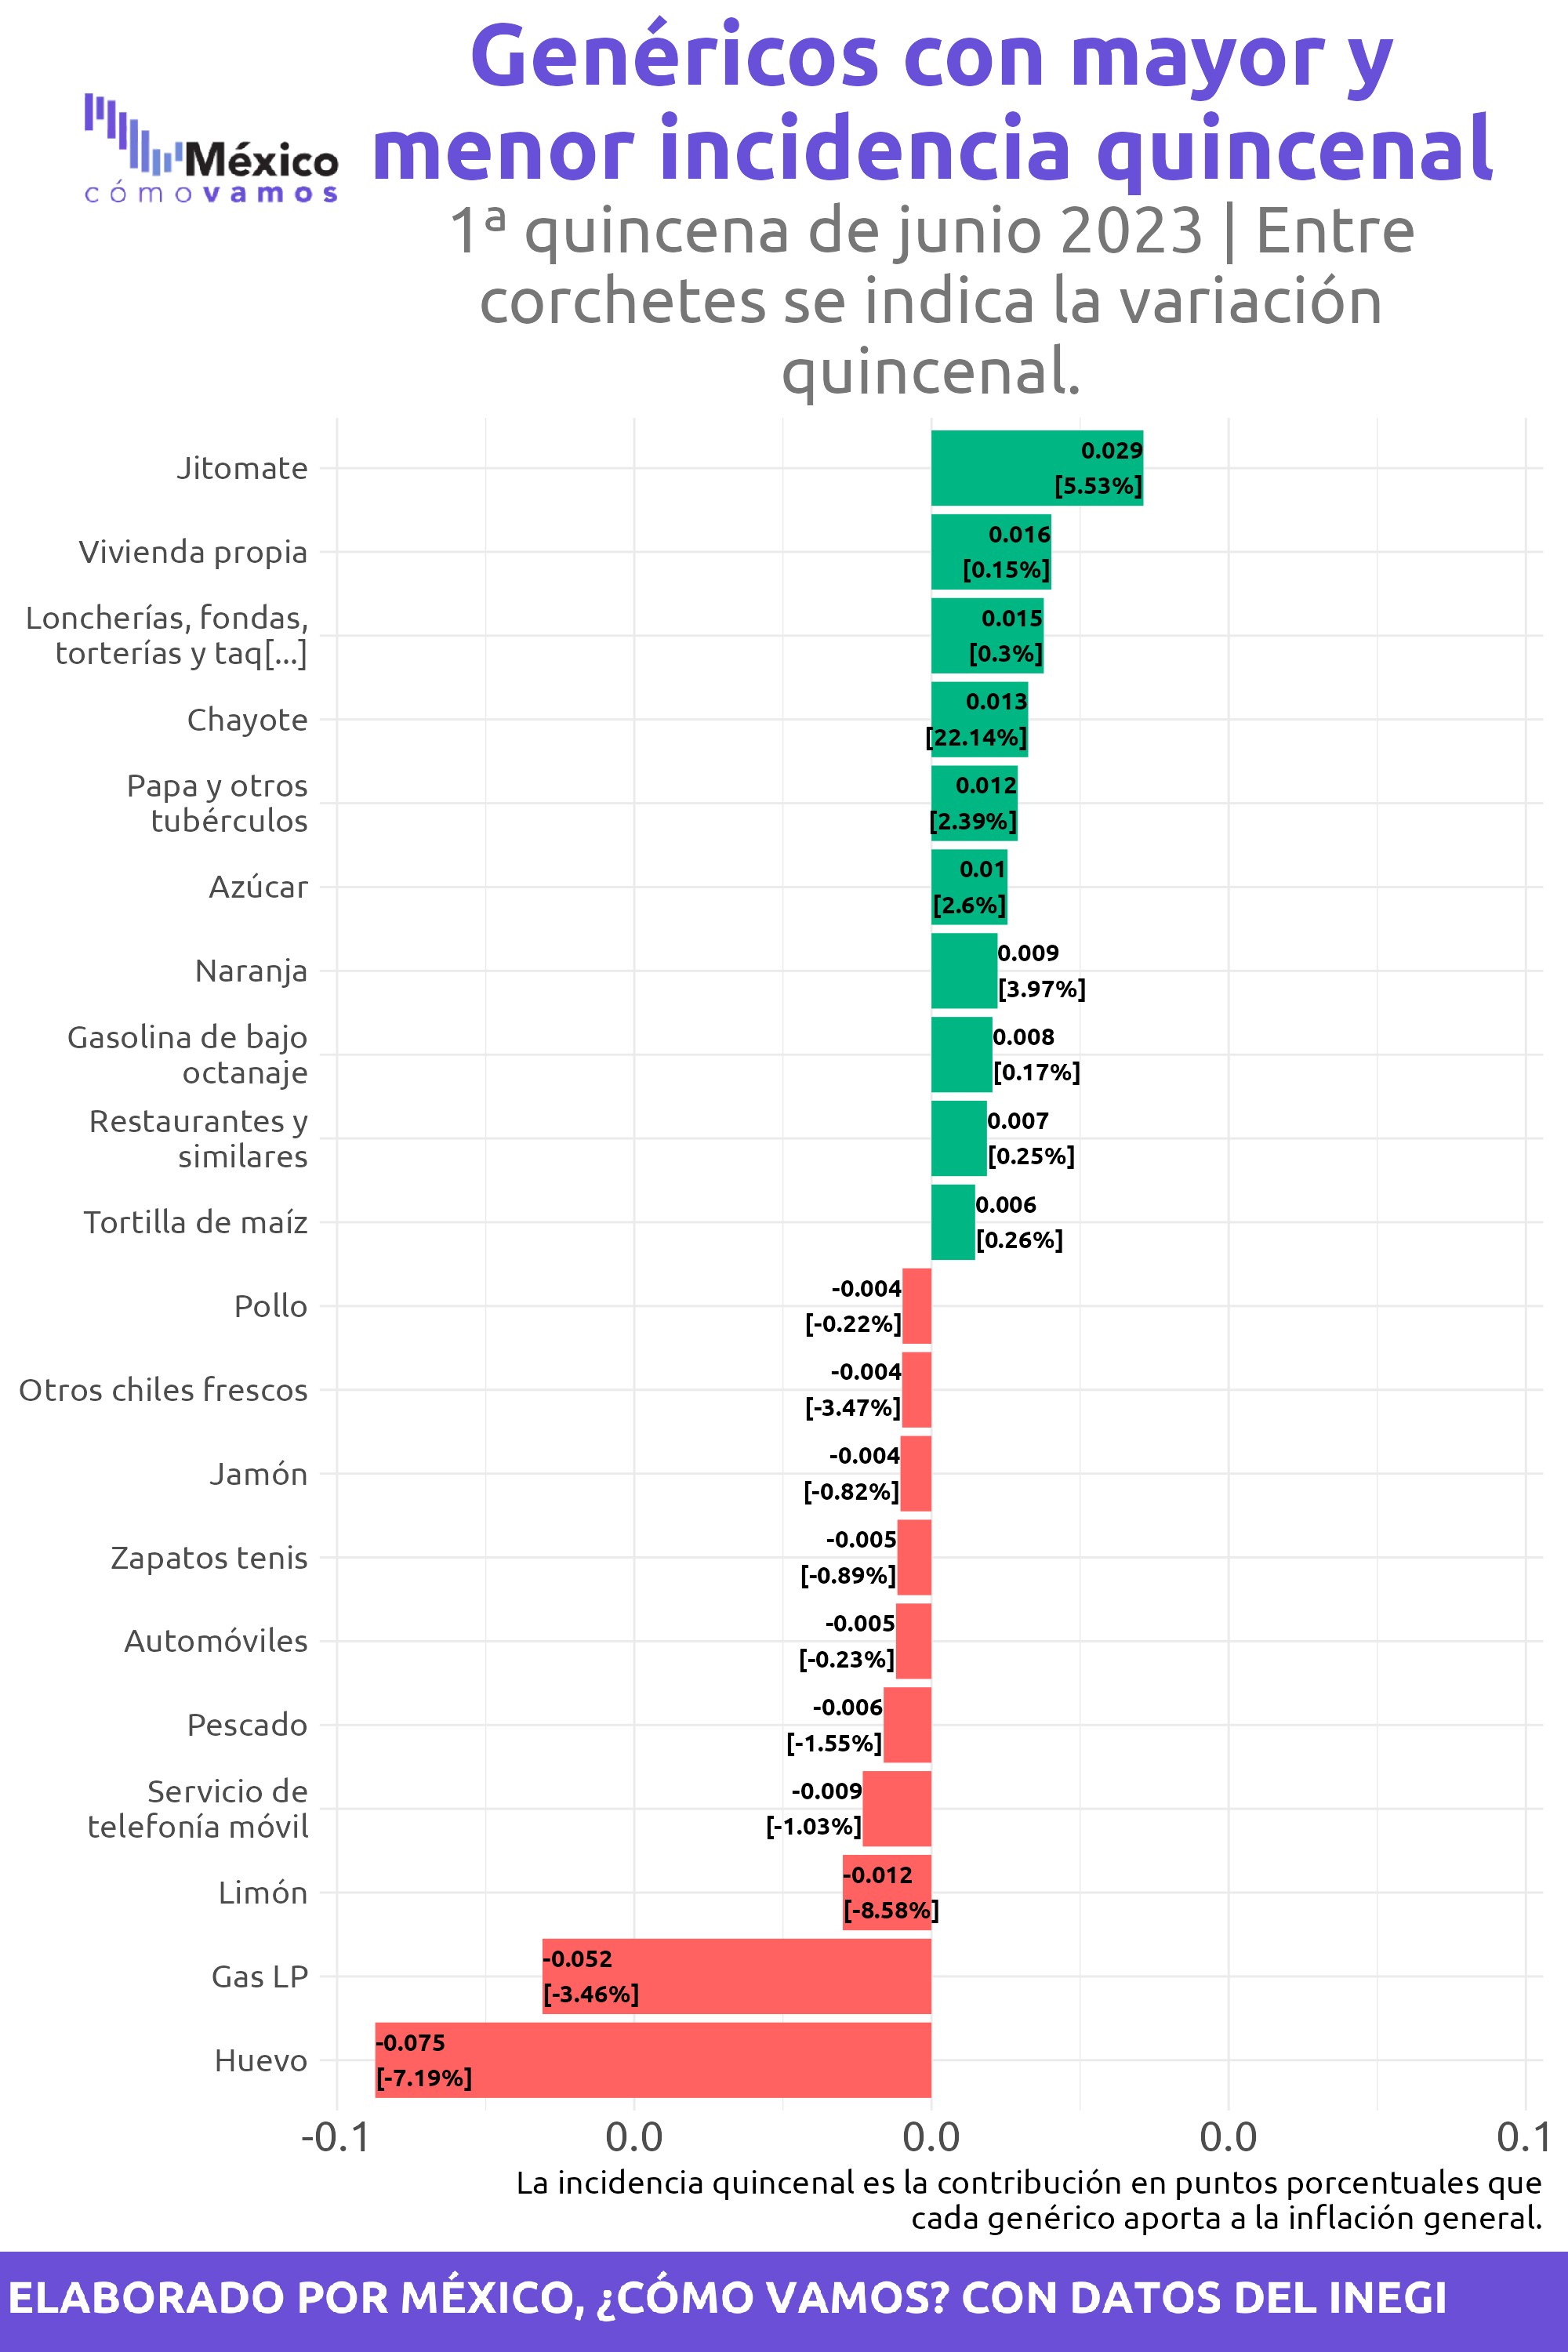 Genéricos con mayor y
menor incidencia quincenal
México
cómovamos
1ª quincena de junio 2023 | Entre
corchetes se indica la variación
quincenal.
Jitomate
0.029
[5.53%]
Vivienda propia
0.016
[0.15%]
Loncherías, fondas,
torterías y taq[...]
0.015
[0.3%]
Chayote
0.013
[22.14%]
Papa y otros
tubérculos
0.012
[2.39%]
Azúcar
0.01
[2.6%]
Naranja
0.009
[3.97%]
Gasolina de bajo
octanaje
0.008
[0.17%]
Restaurantes y
similares
0.007
[0.25%]
Tortilla de maíz
0.006
[0.26%]
Pollo
-0.004
[-0.22%]
Otros chiles frescos
-0.004
[-3.47%]
Jamón
-0.004
[-0.82%]
Zapatos tenis
-0.005
[-0.89%]
Automóviles
-0.005
[-0.23%]
Pescado
-0.006
[-1.55%]
Servicio de
telefonía móvil
-0.009
[-1.03%]
Limón
-0.012
[-8.58%]
Gas LP
-0.052
[-3.46%]
Huevo
-0.075
[-7.19%]
-0.1 0.0 0.0 0.0 0.1
La incidencia quincenal es la contribución en puntos porcentuales que
cada genérico aporta a la inflación general.
ELABORADO POR MÉXICO, ¿CÓMO VAMOS? CON DATOS DEL INEGI